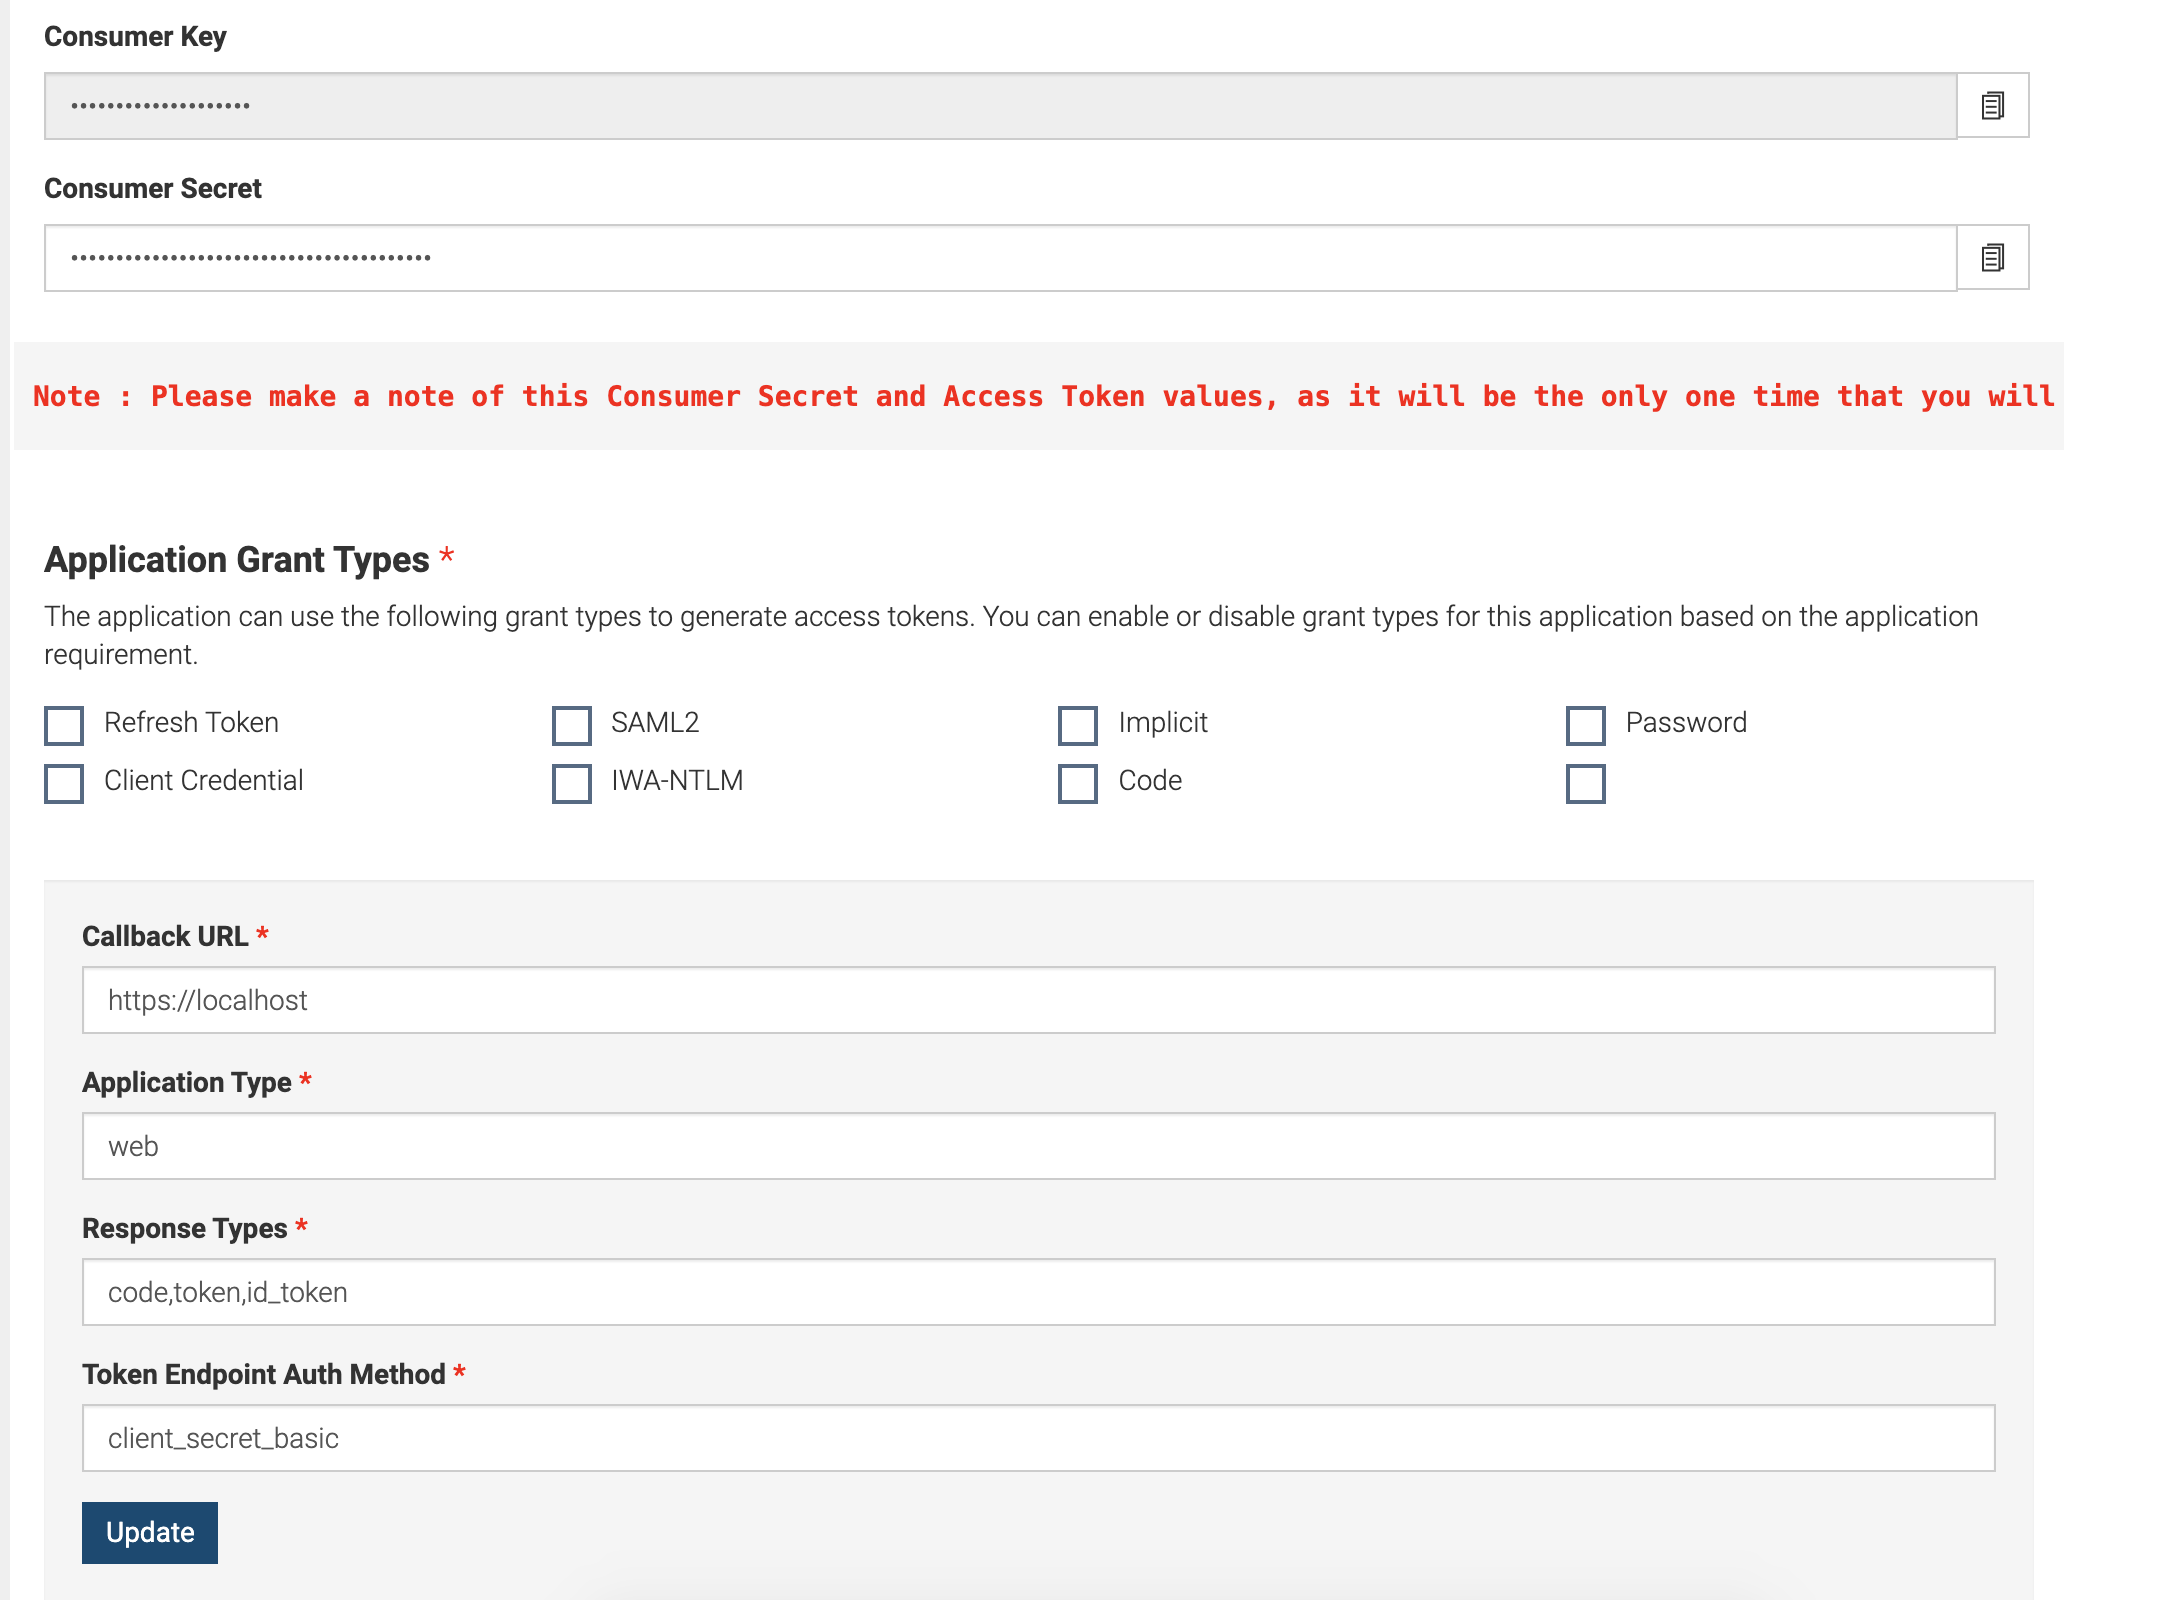 Consumer Key
••••••••••••••••••••
Consumer Secret
••••••••••••••••••••••••••••••••••••••••
Note : Please make a note of this Consumer Secret and Access Token values, as it will be the only one time that you will
Application Grant Types *
The application can use the following grant types to generate access tokens. You can enable or disable grant types for this application based on the application
requirement.
Refresh Token SAML2 Implicit Password
Client Credential IWA-NTLM Code
Callback URL *
https://localhost
Application Type *
web
Response Types *
code,token,id_token
Token Endpoint Auth Method *
client_secret_basic
Update